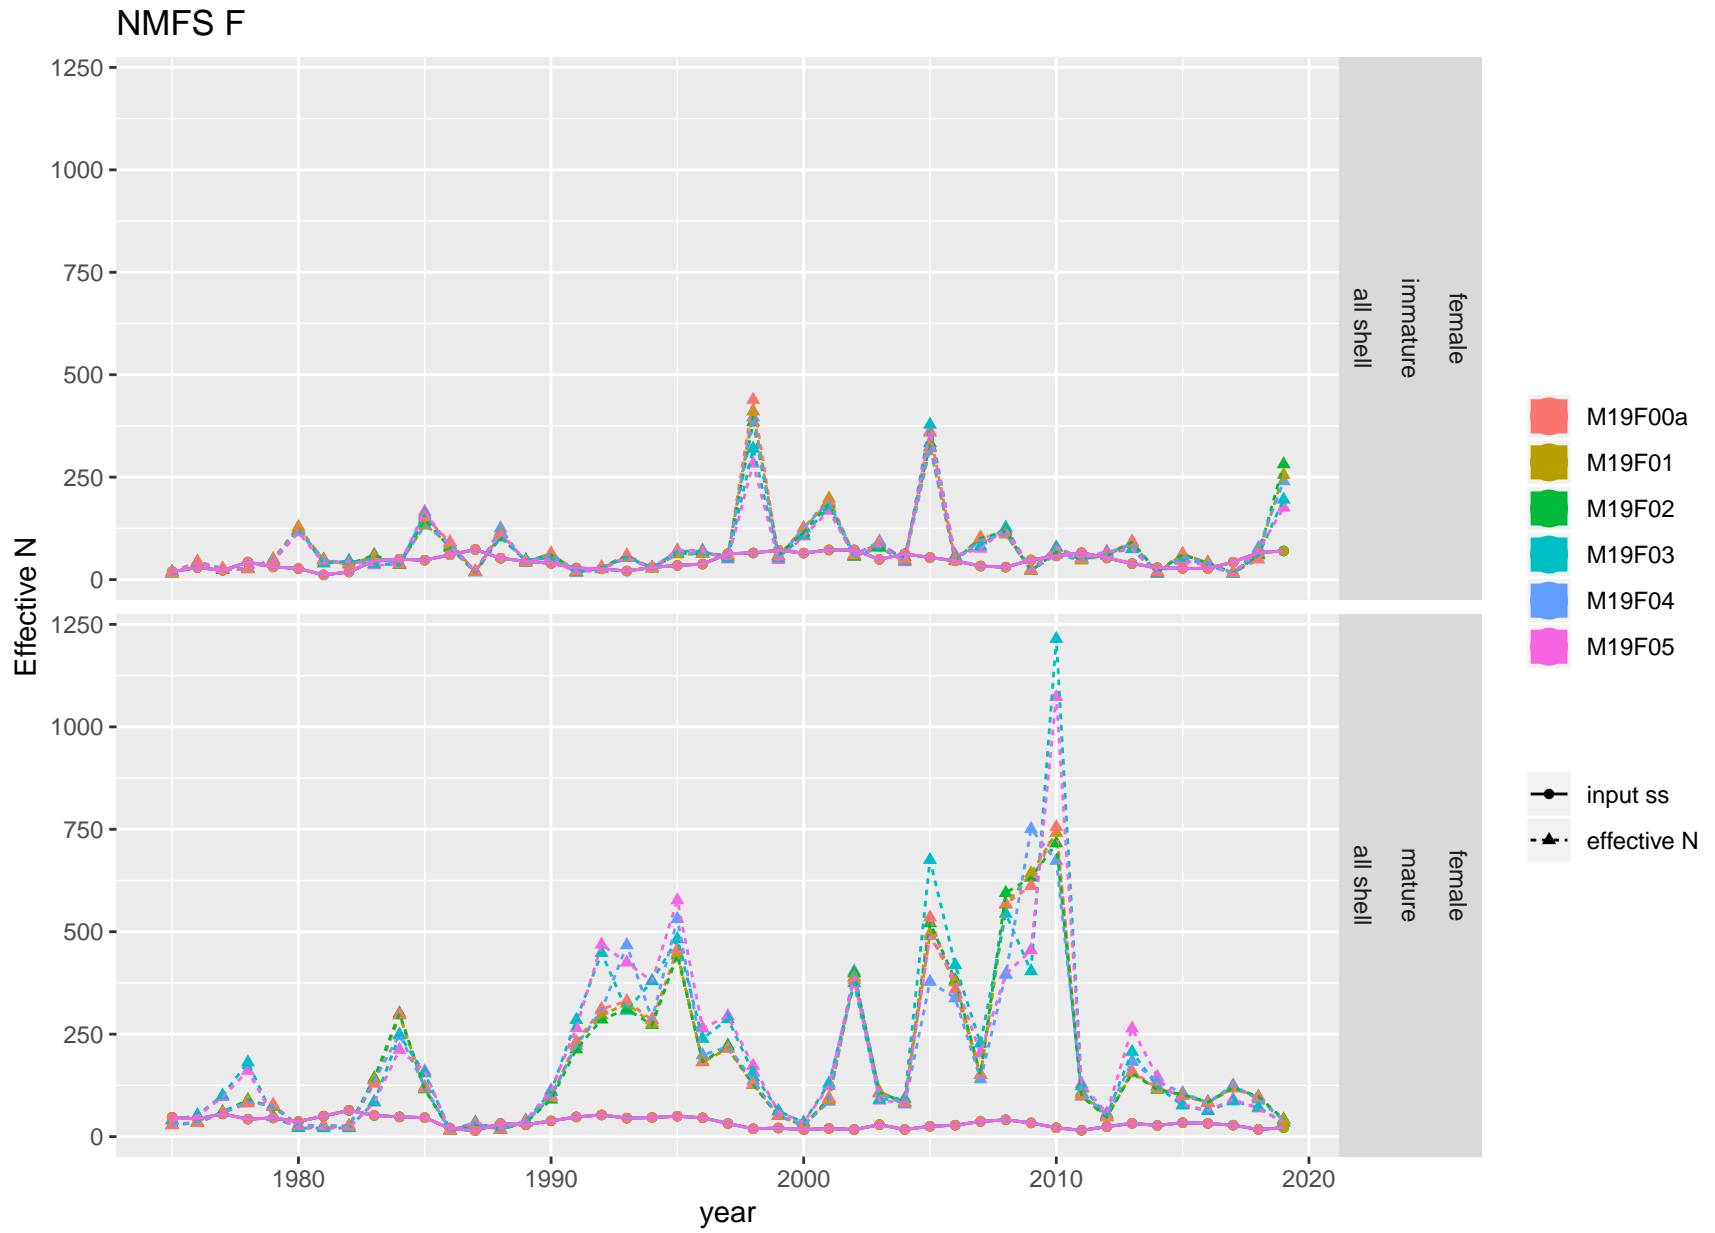 NMFS F
Effective N
1250
1000
750
500
250
0
all shell
immature
female
1250
1000
750
500
250
0
all shell
mature
female
1980
1990
2000
2010
2020
year
M19F00a
M19F01
M19F02
M19F03
M19F04
M19F05
input ss
effective N